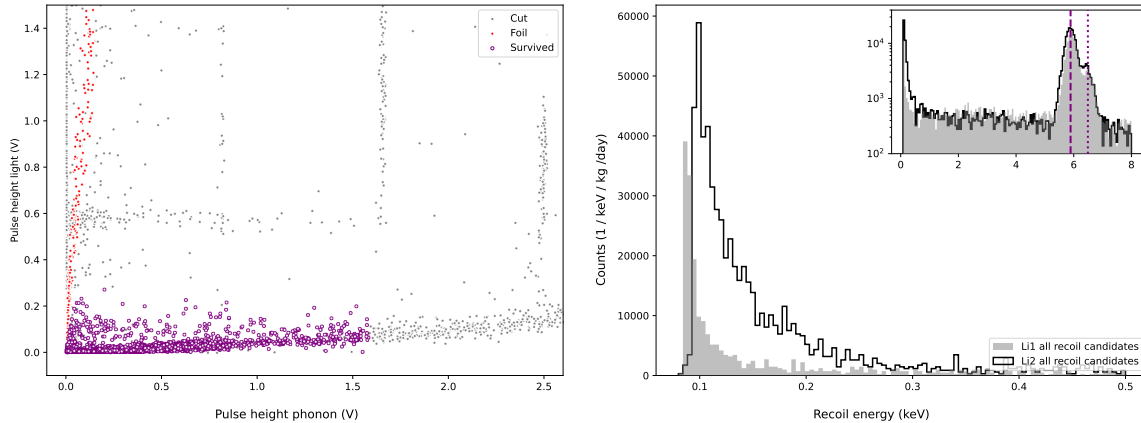 Cut
Foil
Survived
1.4
1.2
1.0
0.8
0.6
0.4
0.2
0.0
Pulse height light (V)
0.0 0.5 1.0 1.5 2.0 2.5
Pulse height phonon (V)
60000
50000
40000
30000
20000
10000
0
Counts (1 / keV / kg /day)
10^4
10^3
10^2
0 2 4 6 8
Li1 all recoil candidates
Li2 all recoil candidates
0.1 0.2 0.3 0.4 0.5
Recoil energy (keV)